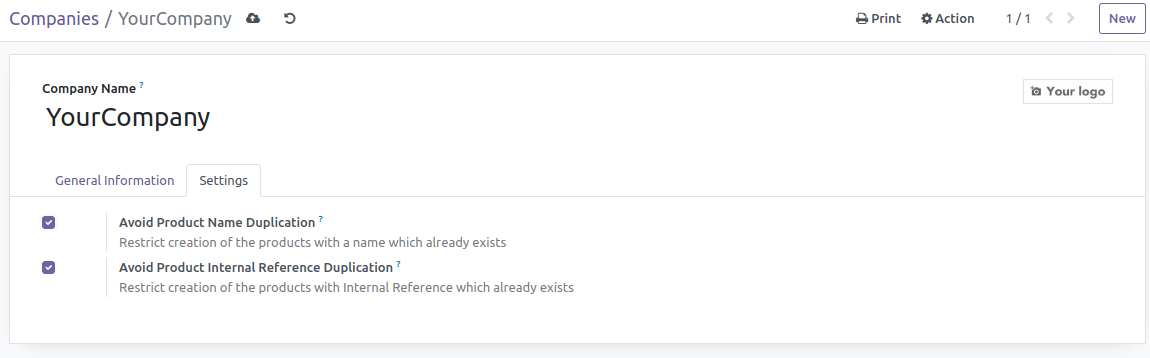 Companies / YourCompany
Print Action 1 / 1 New
Company Name ?
YourCompany
Your logo
General Information Settings
Avoid Product Name Duplication ?
Restrict creation of the products with a name which already exists
Avoid Product Internal Reference Duplication ?
Restrict creation of the products with Internal Reference which already exists